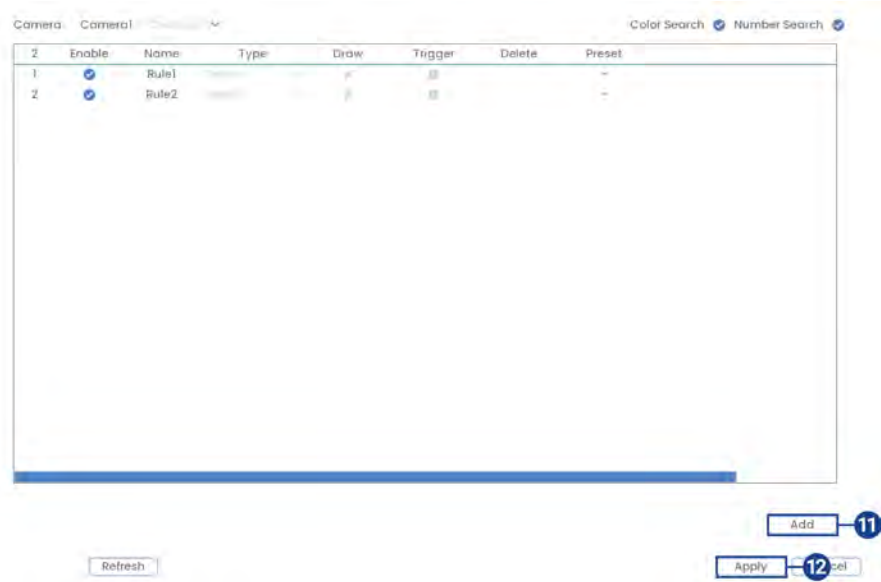 Camera Camera1 Color Search Number Search
2 Enable Name Type Draw Trigger Delete Preset
1 Rule1 -
2 Rule2 -
Add 11
Refresh Apply 12 cel